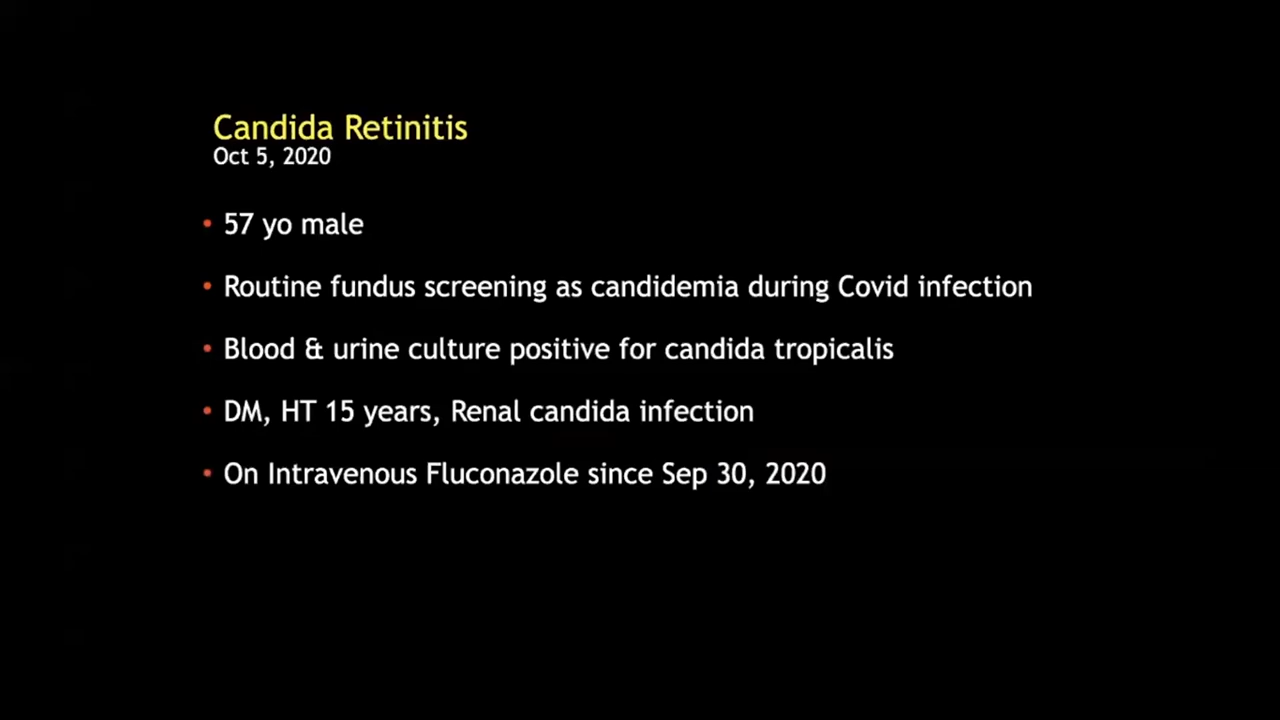 Candida Retinitis
Oct 5, 2020
• 57 yo male
• Routine fundus screening as candidemia during Covid infection
• Blood & urine culture positive for candida tropicalis
• DM, HT 15 years, Renal candida infection
• On Intravenous Fluconazole since Sep 30, 2020